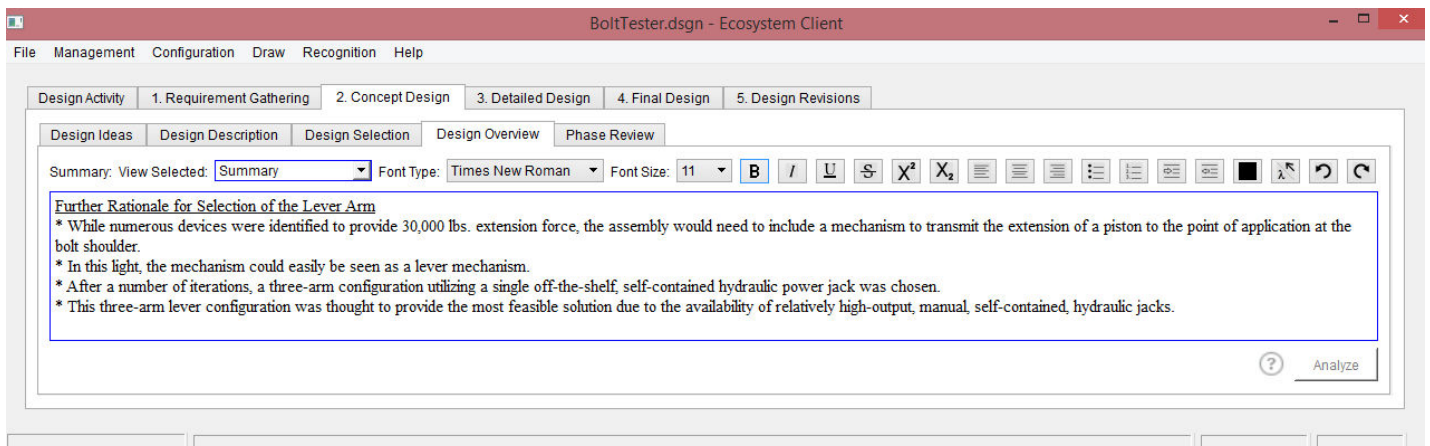 BoltTester.dsgn - Ecosystem Client
File Management Configuration Draw Recognition Help
Design Activity 1. Requirement Gathering 2. Concept Design 3. Detailed Design 4. Final Design 5. Design Revisions
Design Ideas Design Description Design Selection Design Overview Phase Review
Summary: View Selected: Summary Font Type: Times New Roman Font Size: 11 B I U S X² X₂
Further Rationale for Selection of the Lever Arm
* While numerous devices were identified to provide 30,000 lbs. extension force, the assembly would need to include a mechanism to transmit the extension of a piston to the point of application at the
bolt shoulder.
* In this light, the mechanism could easily be seen as a lever mechanism.
* After a number of iterations, a three-arm configuration utilizing a single off-the-shelf, self-contained hydraulic power jack was chosen.
* This three-arm lever configuration was thought to provide the most feasible solution due to the availability of relatively high-output, manual, self-contained, hydraulic jacks.
? Analyze